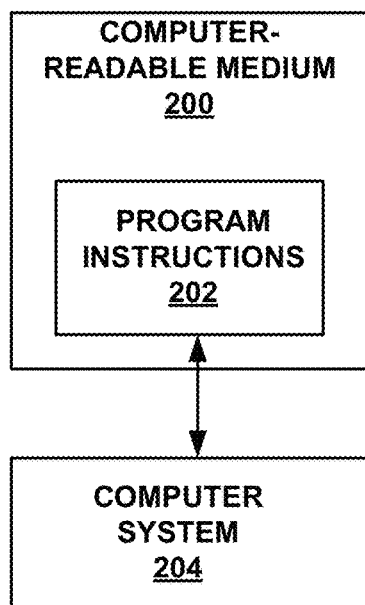 COMPUTER-
READABLE MEDIUM
200
PROGRAM
INSTRUCTIONS
202
COMPUTER
SYSTEM
204